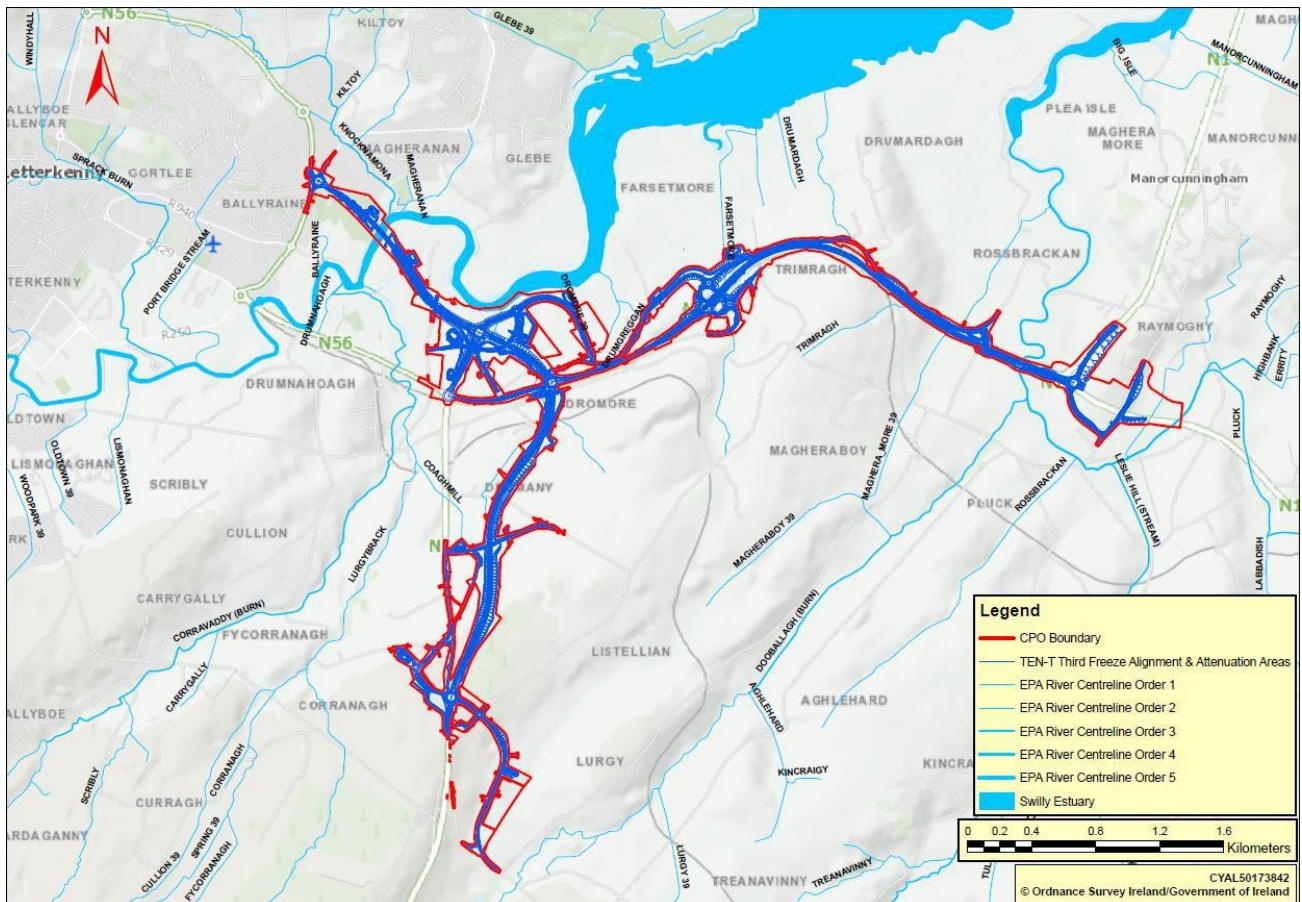 N56
WINDYHALL
KILTOY
GLEBE 39
MAGH
BIG_ISLE
MANORCUNNINGHAM
N
KILTOY
ALLYBOE
GLENCAR
KNOCKNAMONA
MAGHERANAN
MAGHERANAN
GLEBE
DRUMARDAGH
DRUMARDAGH
PLEA ISLE
MAGHERA
MORE
MANORCUNN
SPRACK BURN
etterkenny
GORTLEE
BALLYRAINE
FARSETMORE
FARSETMORE
Manorcunningham
R940
R229
PORT BRIDGE STREAM
BALLYRAINE
TERKENNY
DRUMNAHOAGH
ROSSBRACKAN
TRIMRAGH
R250
N56
DROMORE 39
DRUMGREGGAN
TRIMRAGH
RAYMOGHY
RAYMOGHY
HIGHBANK
ERRITY
DRUMNAHOAGH
DROMORE
LDTOWN
OLDTOWN 39
LISMONAGHAN
LISMONAGHAN
WOODPARK 39
SCRIBLY
COAGHMILL
MAGHERABOY
MAGHERA_MORE 39
ROSSBRACKAN
PLUCK
PLUCK
LESLIE HILL (STREAM)
N1
RK
CULLION
LURGYBRACK
N
MAGHERABOY 39
LABBADISH
CARRYGALLY
CORRAVADDY (BURN)
FYCORRANAGH
LISTELLIAN
DOOBALLAGH (BURN)
CARRYGALLY
ALLYBOE
CORRANAGH
AGHLEHARD
AGHLEHARD
LURGY
KINCRAIGY
KINCRA
SCRIBLY
CURRAGH
CORRANAGH
ARDAGANNY
SPRING 39
CULLION 39
FYCORRANAGH
LURGY 39
TREANAVINNY
TREANAVINNY
Legend
CPO Boundary
TEN-T Third Freeze Alignment & Attenuation Areas
EPA River Centreline Order 1
EPA River Centreline Order 2
EPA River Centreline Order 3
EPA River Centreline Order 4
EPA River Centreline Order 5
Swilly Estuary
0 0.2 0.4 0.8 1.2 1.6
Kilometers
CYAL50173842
© Ordnance Survey Ireland/Government of Ireland